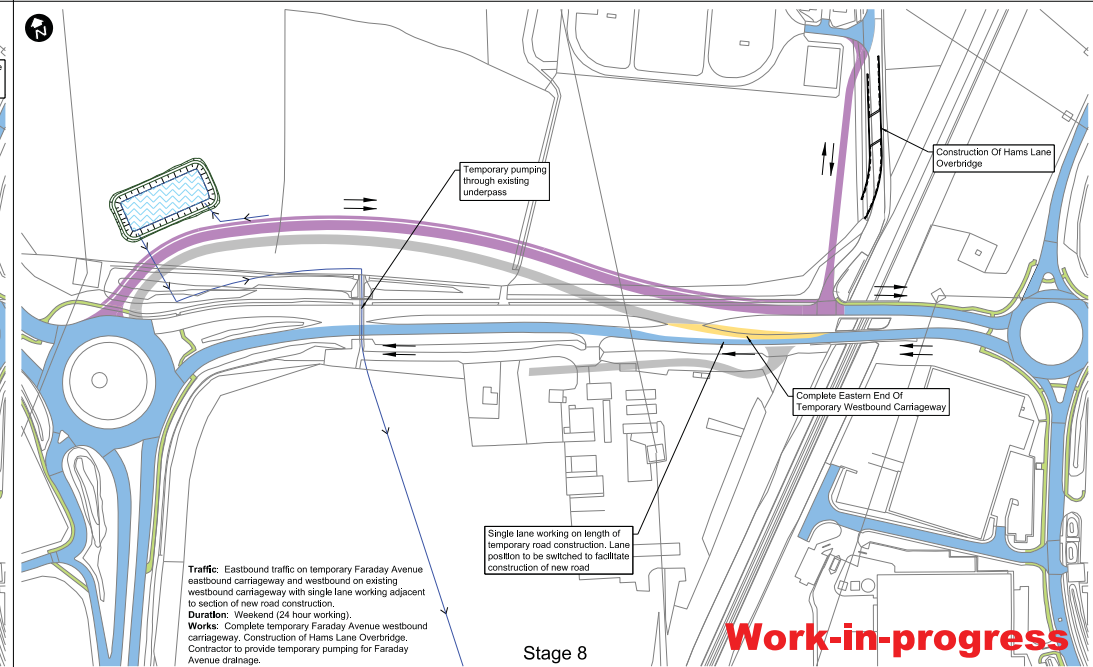 N
Temporary pumping
through existing
underpass
Construction Of Hams Lane
Overbridge
Complete Eastern End Of
Temporary Westbound Carriageway
Single lane working on length of
temporary road construction. Lane
position to be switched to facilitate
construction of new road
Traffic: Eastbound traffic on temporary Faraday Avenue
eastbound carriageway and westbound on existing
westbound carriageway with single lane working adjacent
to section of new road construction.
Duration: Weekend (24 hour working).
Works: Complete temporary Faraday Avenue westbound
carriageway. Construction of Hams Lane Overbridge.
Contractor to provide temporary pumping for Faraday
Avenue drainage.
Stage 8
Work-in-progress